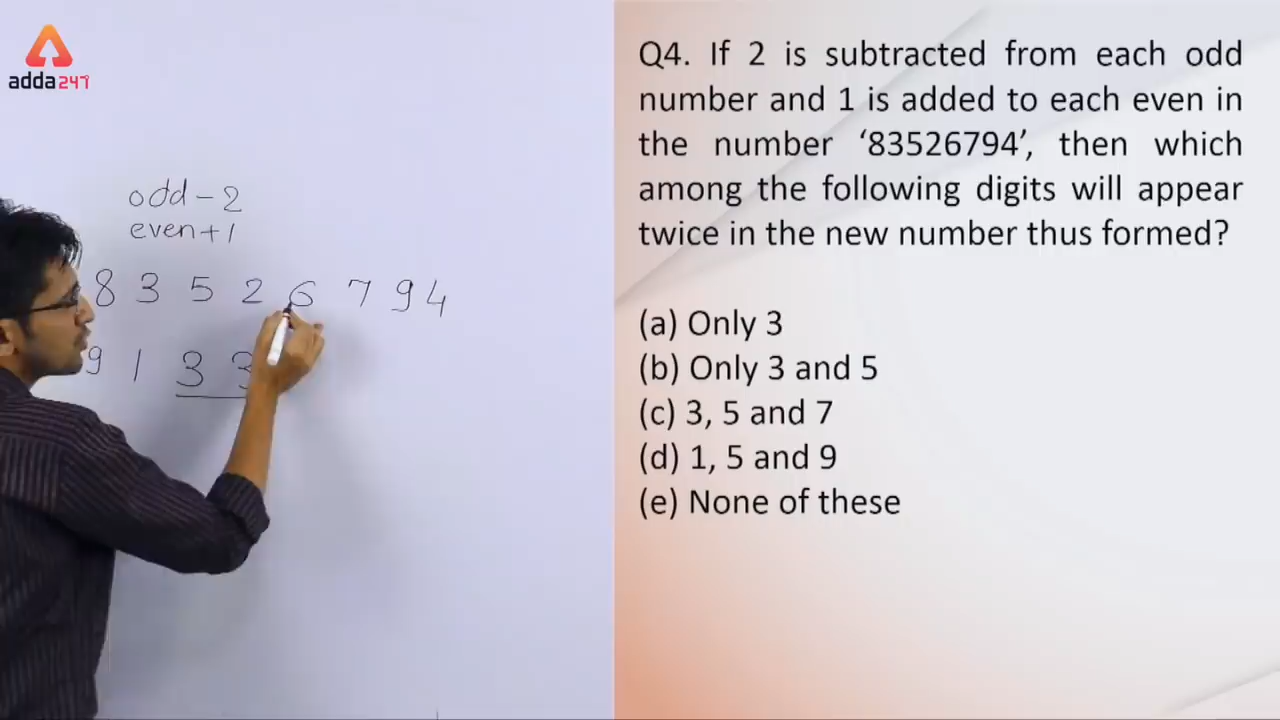 adda247
odd - 2
even + 1
8 3 5 2 6 7 9 4
9 1 3 3
Q4. If 2 is subtracted from each odd
number and 1 is added to each even in
the number ‘83526794’, then which
among the following digits will appear
twice in the new number thus formed?
(a) Only 3
(b) Only 3 and 5
(c) 3, 5 and 7
(d) 1, 5 and 9
(e) None of these